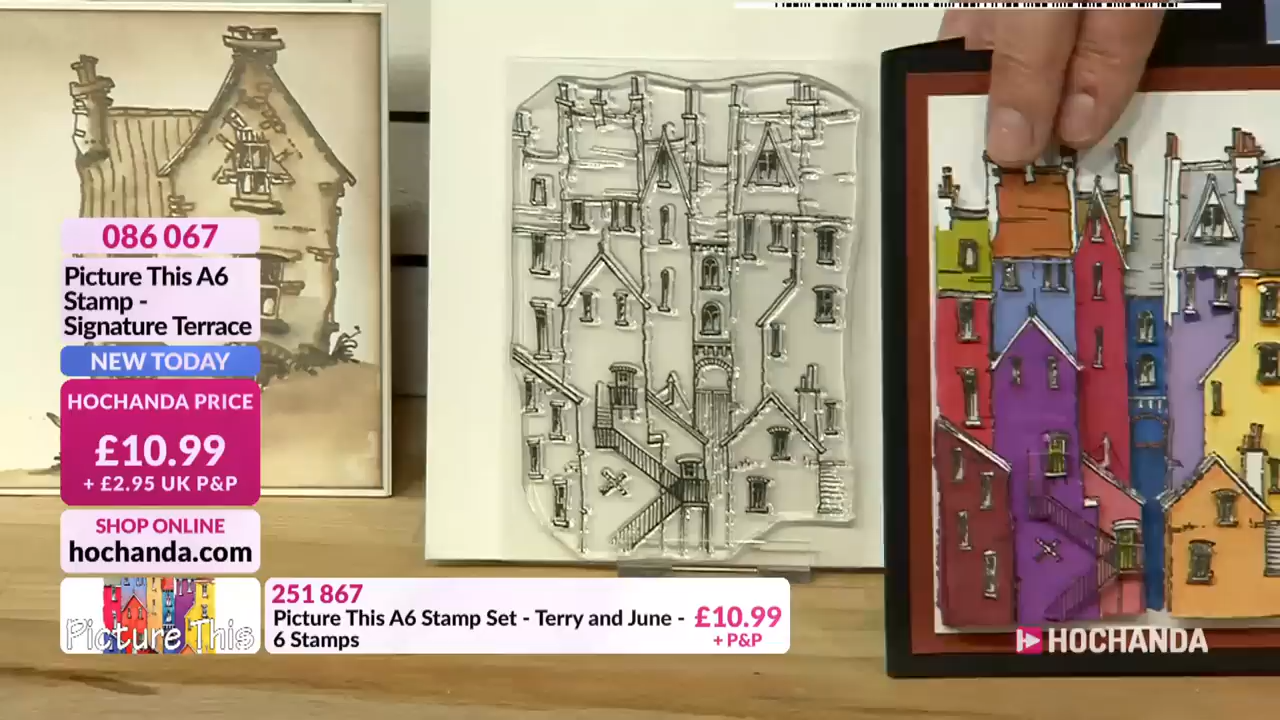 086 067
Picture This A6
Stamp -
Signature Terrace
NEW TODAY
HOCHANDA PRICE
£10.99
+ £2.95 UK P&P
SHOP ONLINE
hochanda.com
Picture This
251 867
Picture This A6 Stamp Set - Terry and June -
6 Stamps
£10.99
+ P&P
HOCHANDA